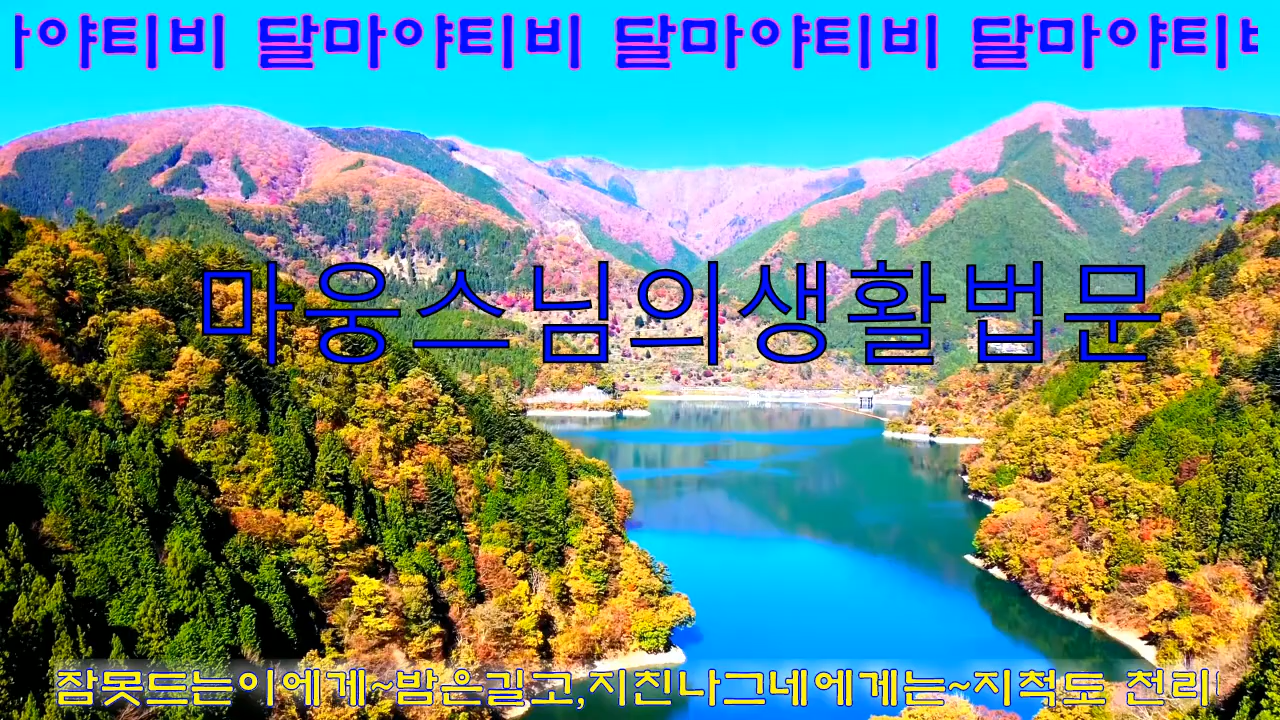 야티비 달마야티비 달마야티비 달마야티
마웅스님의생활법문
잠못드는이에게~밤은길고,지친나그네에게는~지척도 천리